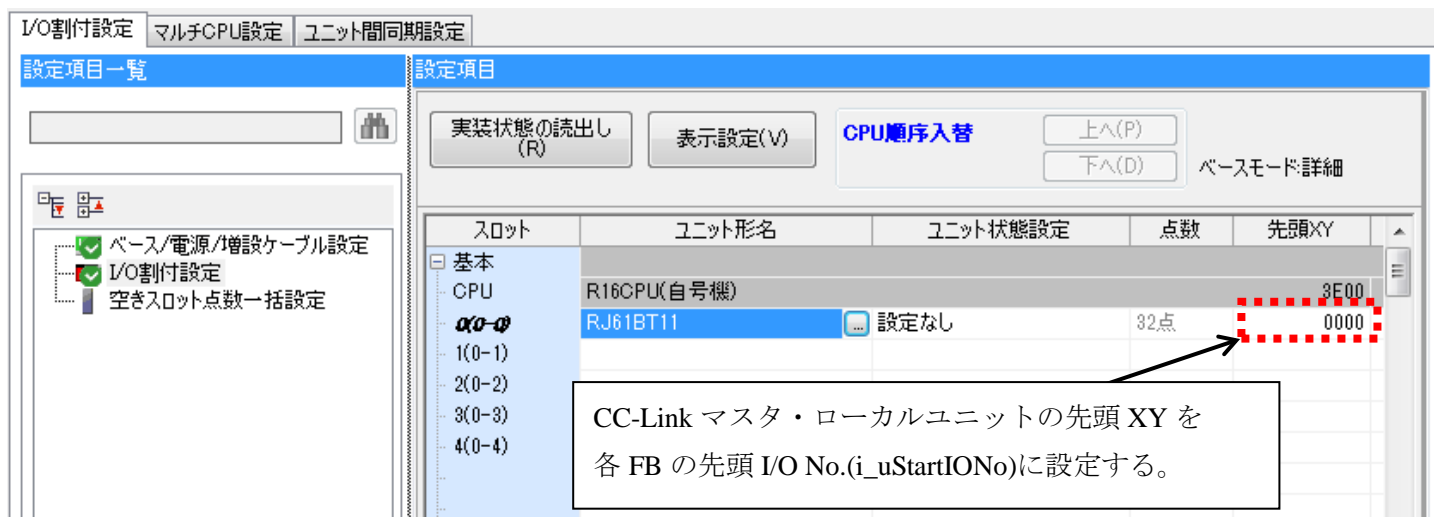 I/O割付設定 マルチCPU設定 ユニット間同期設定
設定項目一覧
設定項目
実装状態の読出し
(R)
表示設定(V)
CPU順序入替
上へ(P)
下へ(D)
ベースモード:詳細
ベース/電源/増設ケーブル設定
I/O割付設定
空きスロット点数一括設定
スロット ユニット形名 ユニット状態設定 点数 先頭XY
基本
CPU R16CPU(自号機) 3E00
0(0-0) RJ61BT11 ... 設定なし 32点 0000
1(0-1)
2(0-2)
3(0-3)
4(0-4)
CC-Link マスタ・ローカルユニットの先頭 XY を
各 FB の先頭 I/O No.(i_uStartIONo)に設定する。